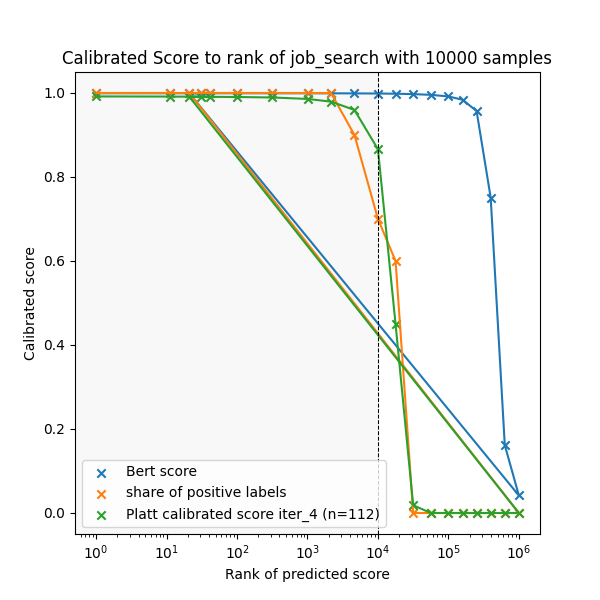 Calibrated Score to rank of job_search with 10000 samples
Calibrated score
1.0
0.8
0.6
0.4
0.2
0.0
Bert score
share of positive labels
Platt calibrated score iter_4 (n=112)
10⁰ 10¹ 10² 10³ 10⁴ 10⁵ 10⁶
Rank of predicted score